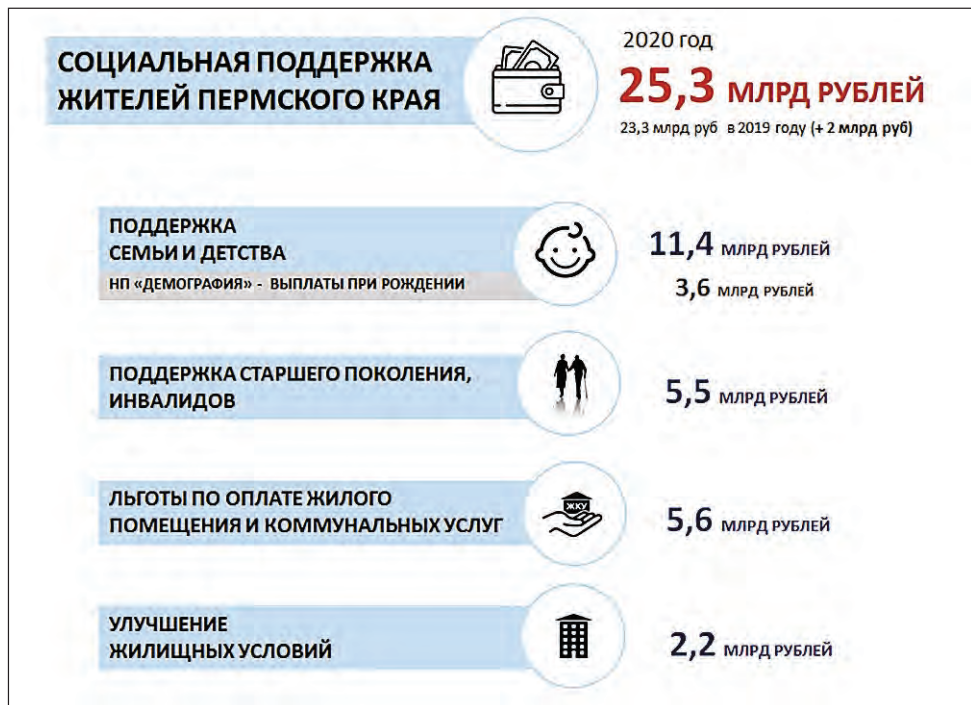 СОЦИАЛЬНАЯ ПОДДЕРЖКА
ЖИТЕЛЕЙ ПЕРМСКОГО КРАЯ
2020 год
25,3 МЛРД РУБЛЕЙ
23,3 млрд руб в 2019 году (+ 2 млрд руб)
ПОДДЕРЖКА
СЕМЬИ И ДЕТСТВА
11,4 МЛРД РУБЛЕЙ
НП «ДЕМОГРАФИЯ» - ВЫПЛАТЫ ПРИ РОЖДЕНИИ
3,6 МЛРД РУБЛЕЙ
ПОДДЕРЖКА СТАРШЕГО ПОКОЛЕНИЯ,
ИНВАЛИДОВ
5,5 МЛРД РУБЛЕЙ
ЛЬГОТЫ ПО ОПЛАТЕ ЖИЛОГО
ПОМЕЩЕНИЯ И КОММУНАЛЬНЫХ УСЛУГ
ЖКУ
5,6 МЛРД РУБЛЕЙ
УЛУЧШЕНИЕ
ЖИЛИЩНЫХ УСЛОВИЙ
2,2 МЛРД РУБЛЕЙ